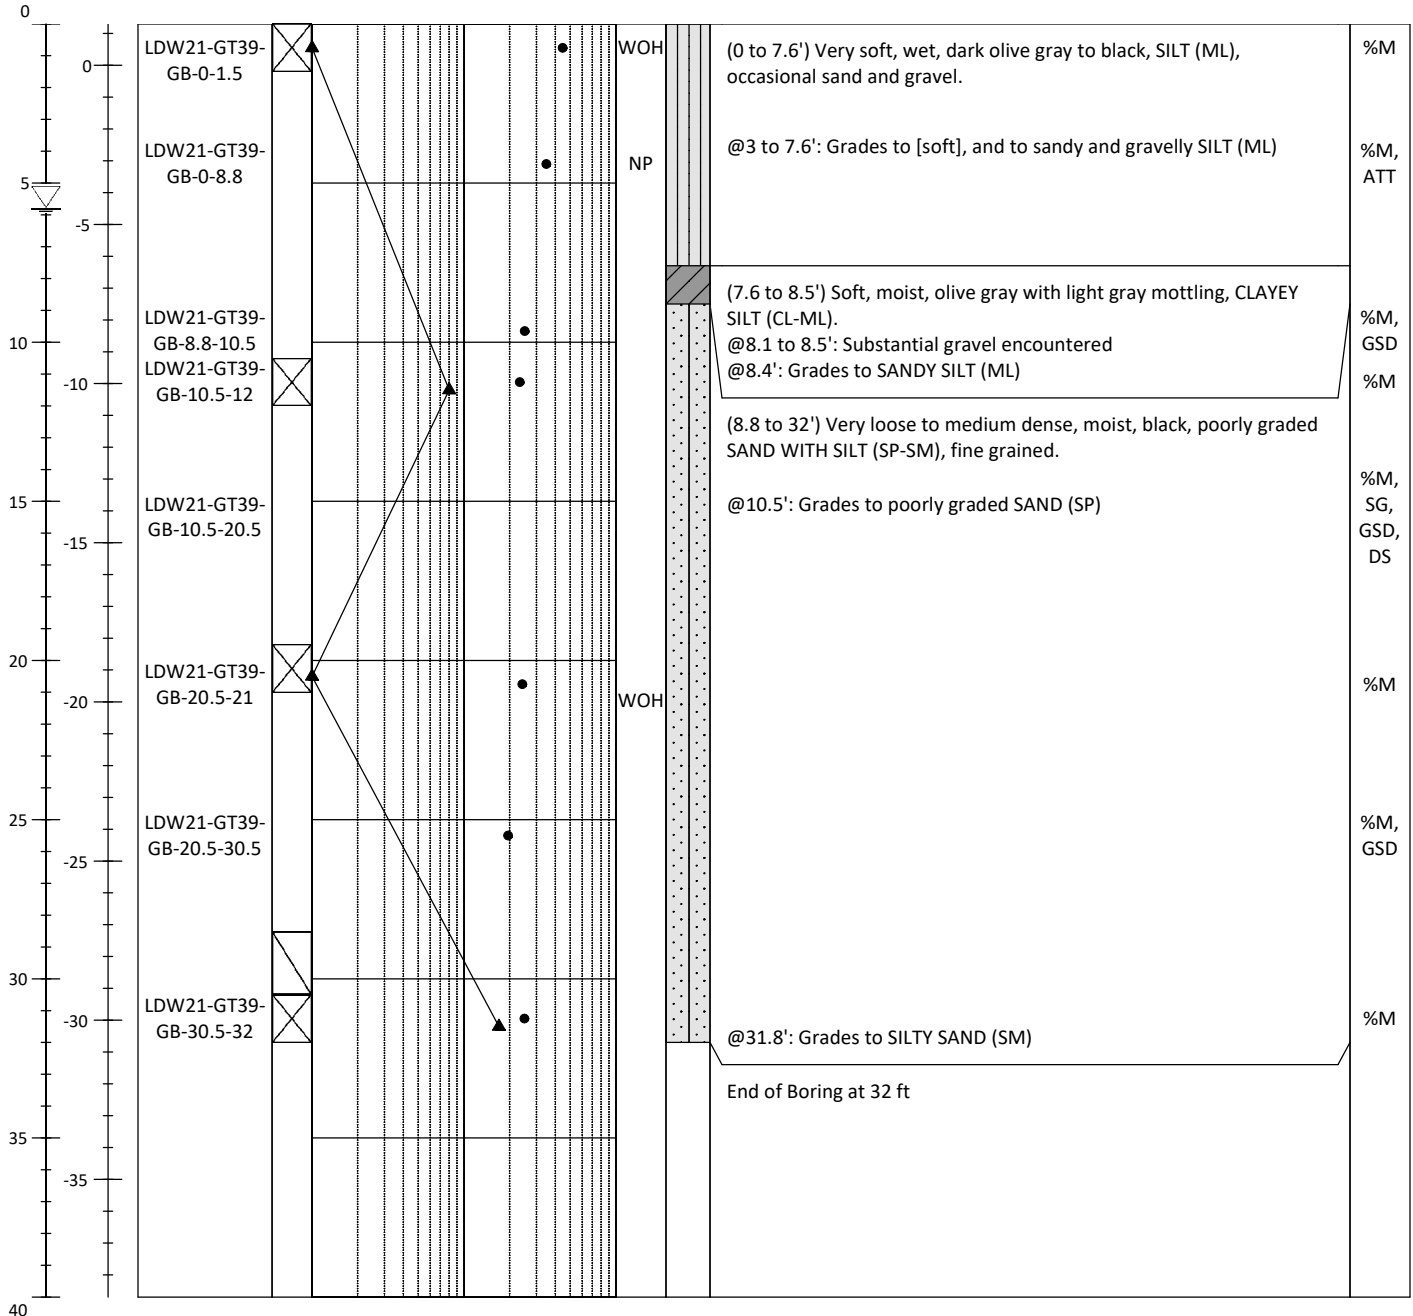 0
5
10
15
20
25
30
35
40
0
-5
-10
-15
-20
-25
-30
-35
LDW21-GT39-
GB-0-1.5
LDW21-GT39-
GB-0-8.8
LDW21-GT39-
GB-8.8-10.5
LDW21-GT39-
GB-10.5-12
LDW21-GT39-
GB-10.5-20.5
LDW21-GT39-
GB-20.5-21
LDW21-GT39-
GB-20.5-30.5
LDW21-GT39-
GB-30.5-32
WOH
NP
WOH
(0 to 7.6') Very soft, wet, dark olive gray to black, SILT (ML),
occasional sand and gravel.
@3 to 7.6': Grades to [soft], and to sandy and gravelly SILT (ML)
(7.6 to 8.5') Soft, moist, olive gray with light gray mottling, CLAYEY
SILT (CL-ML).
@8.1 to 8.5': Substantial gravel encountered
@8.4': Grades to SANDY SILT (ML)
(8.8 to 32') Very loose to medium dense, moist, black, poorly graded
SAND WITH SILT (SP-SM), fine grained.
@10.5': Grades to poorly graded SAND (SP)
@31.8': Grades to SILTY SAND (SM)
End of Boring at 32 ft
%M
%M,
ATT
%M,
GSD
%M
%M,
SG,
GSD,
DS
%M
%M,
GSD
%M